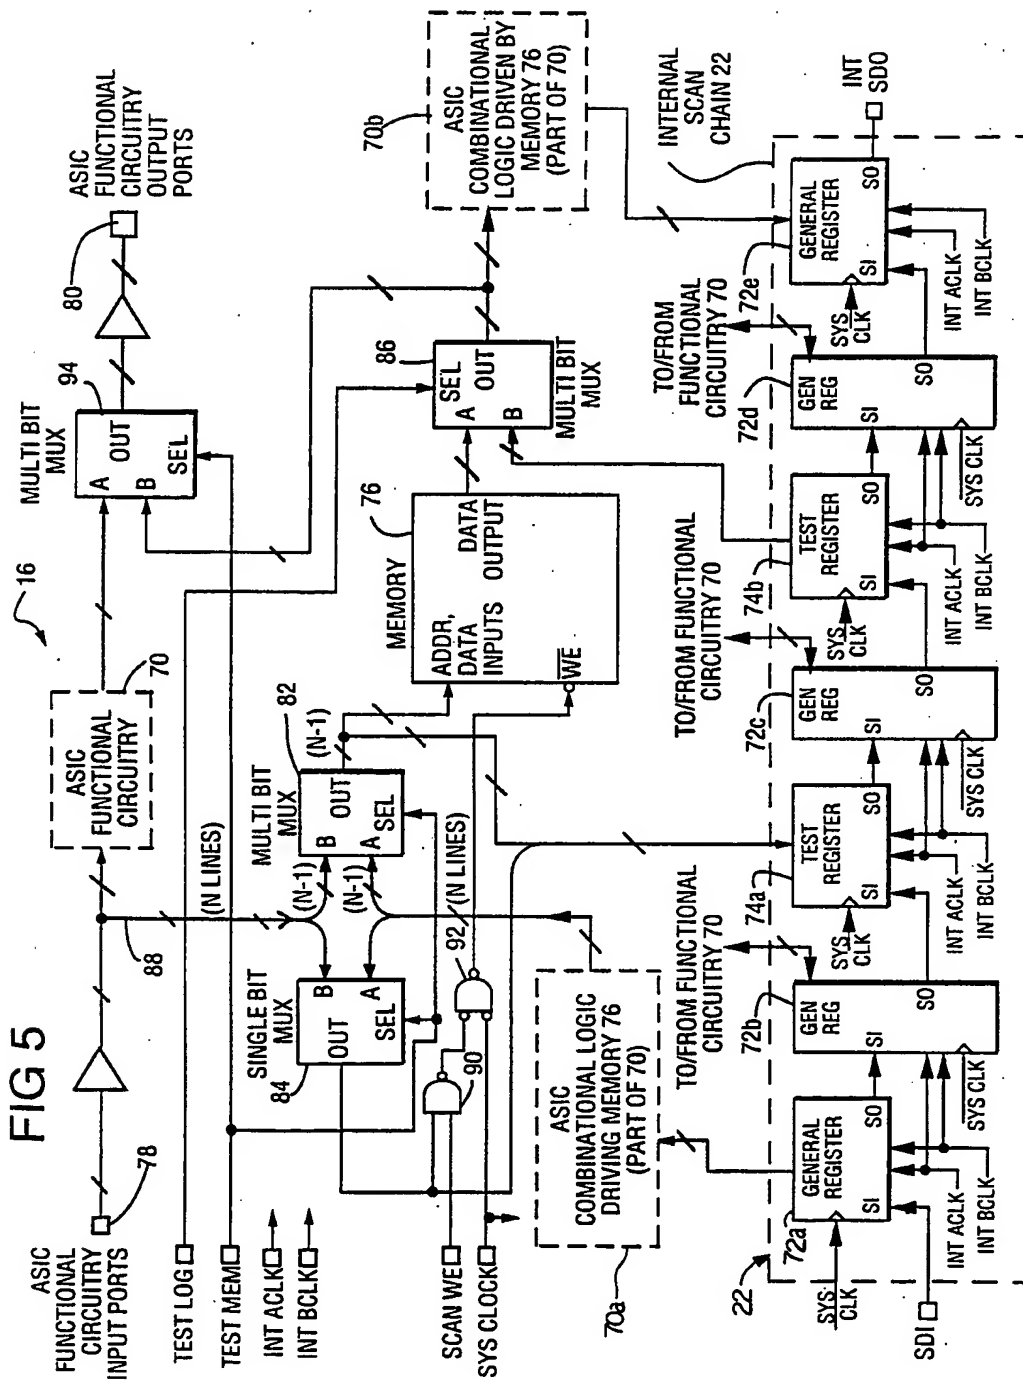 FIG 5
16
ASIC
FUNCTIONAL
CIRCUITRY
INPUT PORTS
78
88
(N LINES)
ASIC
FUNCTIONAL
CIRCUITRY
70
MULTI BIT
MUX
94
A
B
OUT
SEL
80
ASIC
FUNCTIONAL
CIRCUITRY
OUTPUT
PORTS
TEST LOG
TEST MEM
INT ACLK
INT BCLK
SCAN WE
SYS CLOCK
SINGLE BIT
MUX
84
B
A
OUT
SEL
MULTI BIT
MUX
82
B
A
OUT
SEL
(N-1)
(N-1)
(N-1)
(N LINES)
90
92
MEMORY
76
ADDR,
DATA
INPUTS
DATA
OUTPUT
WE
MULTI BIT
MUX
86
SEL
A
B
OUT
70b
ASIC
COMBINATIONAL
LOGIC DRIVEN BY
MEMORY 76
(PART OF 70)
70a
ASIC
COMBINATIONAL LOGIC
DRIVING MEMORY 76
(PART OF 70)
INTERNAL
SCAN
CHAIN 22
22
SDI
SYS
CLK
72a
GENERAL
REGISTER
SI
SO
INT ACLK
INT BCLK
TO/FROM FUNCTIONAL
CIRCUITRY 70
72b
GEN
REG
SI
SO
SYS CLK
SYS
CLK
74a
TEST
REGISTER
SI
SO
INT ACLK
INT BCLK
TO/FROM FUNCTIONAL
CIRCUITRY 70
72c
GEN
REG
SI
SO
SYS CLK
SYS
CLK
74b
TEST
REGISTER
SI
SO
INT ACLK
INT BCLK
TO/FROM
FUNCTIONAL
CIRCUITRY 70
72d
GEN
REG
SI
SO
SYS CLK
SYS
CLK
72e
GENERAL
REGISTER
SI
SO
INT ACLK
INT BCLK
INT
SDO